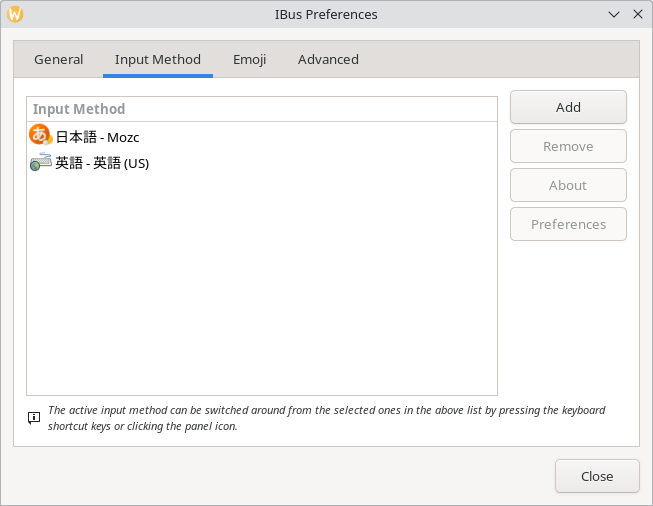 IBus Preferences
General Input Method Emoji Advanced
Input Method
日本語 - Mozc
英語 - 英語 (US)
Add
Remove
About
Preferences
The active input method can be switched around from the selected ones in the above list by pressing the keyboard
shortcut keys or clicking the panel icon.
Close